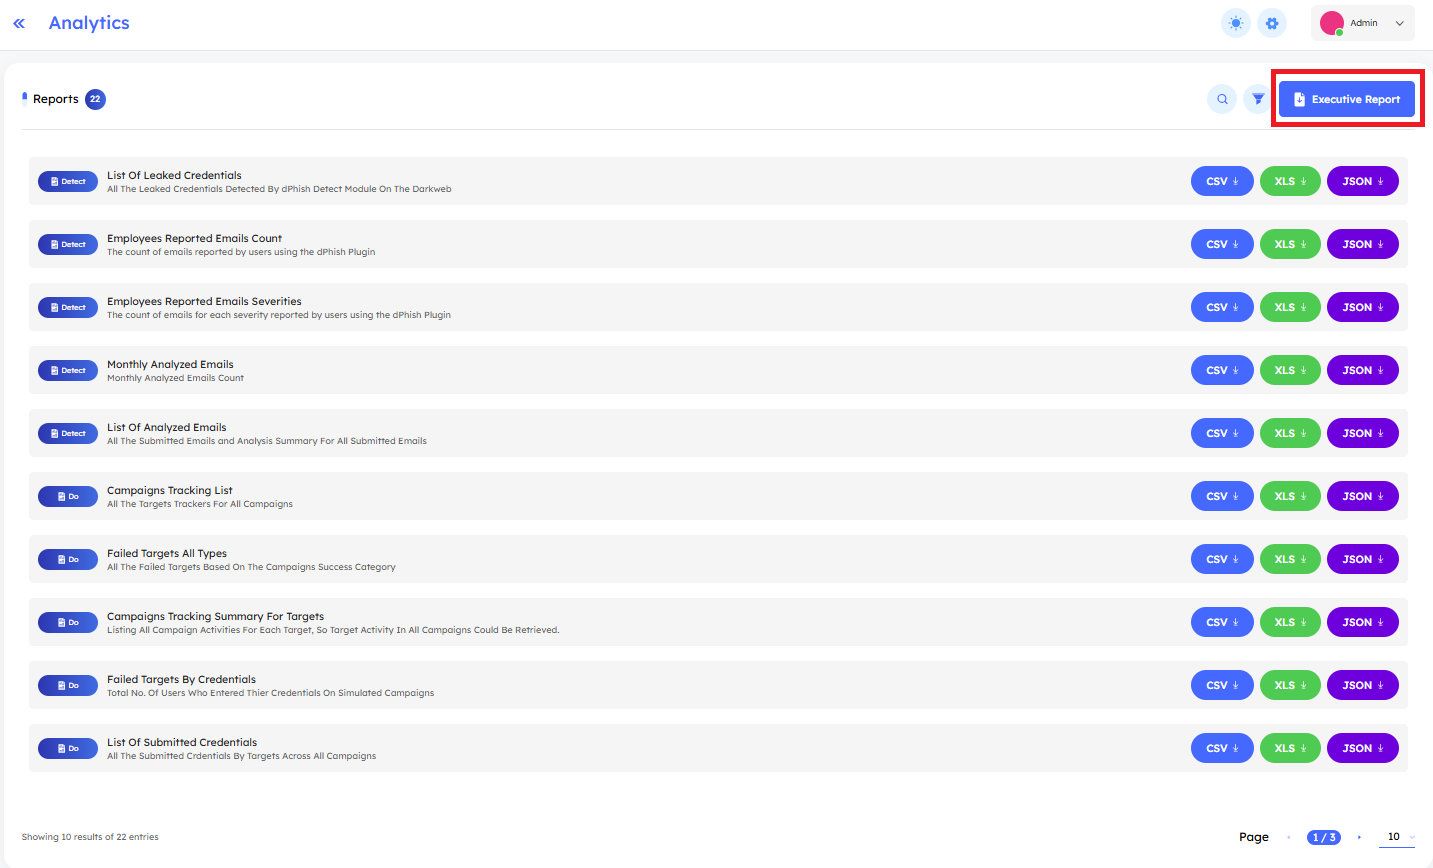 Analytics
Admin
Reports 22
Executive Report
Detect
List Of Leaked Credentials
All The Leaked Credentials Detected By dPhish Detect Module On The Darkweb
CSV XLS JSON
Detect
Employees Reported Emails Count
The count of emails reported by users using the dPhish Plugin
CSV XLS JSON
Detect
Employees Reported Emails Severities
The count of emails for each severity reported by users using the dPhish Plugin
CSV XLS JSON
Detect
Monthly Analyzed Emails
Monthly Analyzed Emails Count
CSV XLS JSON
Detect
List Of Analyzed Emails
All The Submitted Emails and Analysis Summary For All Submitted Emails
CSV XLS JSON
Do
Campaigns Tracking List
All The Targets Trackers For All Campaigns
CSV XLS JSON
Do
Failed Targets All Types
All The Failed Targets Based On The Campaigns Success Category
CSV XLS JSON
Do
Campaigns Tracking Summary For Targets
Listing All Campaign Activities For Each Target, So Target Activity In All Campaigns Could Be Retrieved.
CSV XLS JSON
Do
Failed Targets By Credentials
Total No. Of Users Who Entered Thier Credentials On Simulated Campaigns
CSV XLS JSON
Do
List Of Submitted Credentials
All The Submitted Crdentials By Targets Across All Campaigns
CSV XLS JSON
Showing 10 results of 22 entries
Page 1 / 3 10